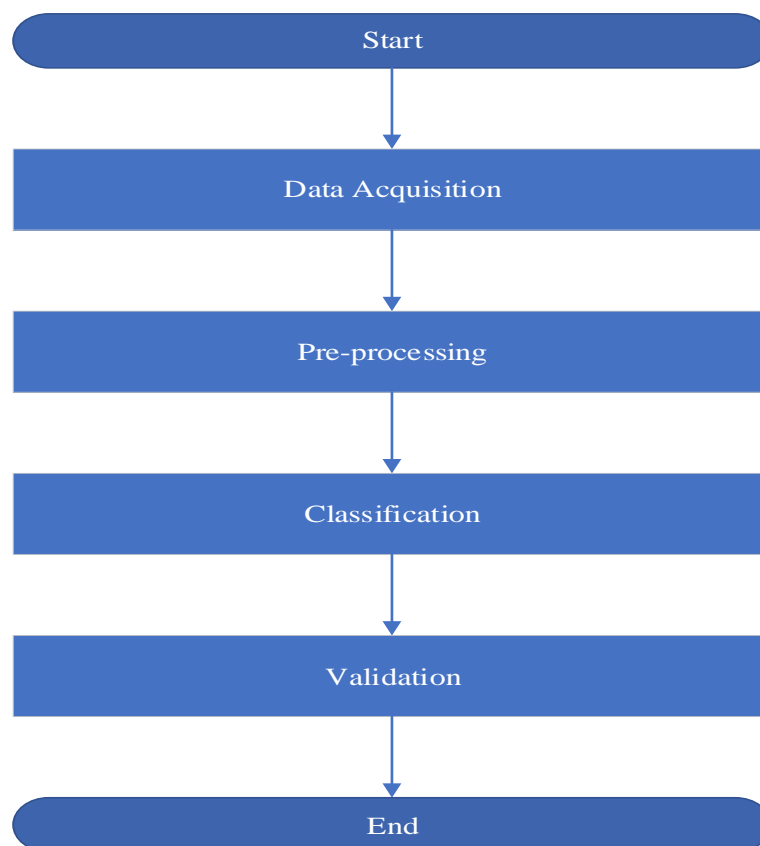 Start
Data Acquisition
Pre-processing
Classification
Validation
End